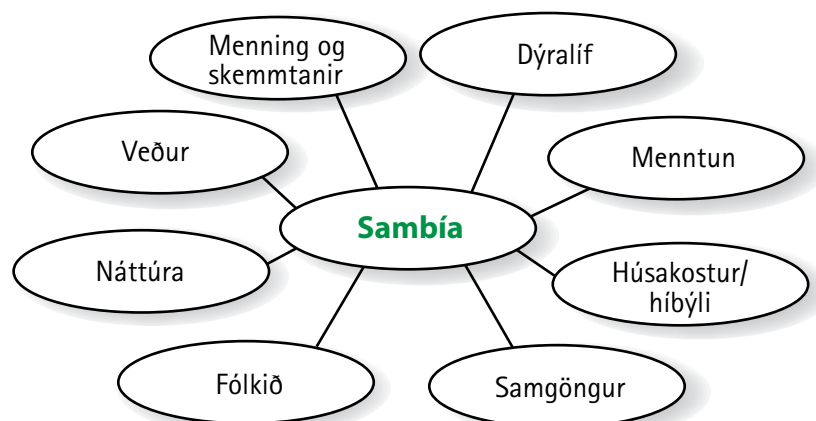 Menning og
skemmtanir
Dýralíf
Veður
Menntun
Sambía
Náttúra
Húsakostur/
híbýli
Fólkið
Samgöngur